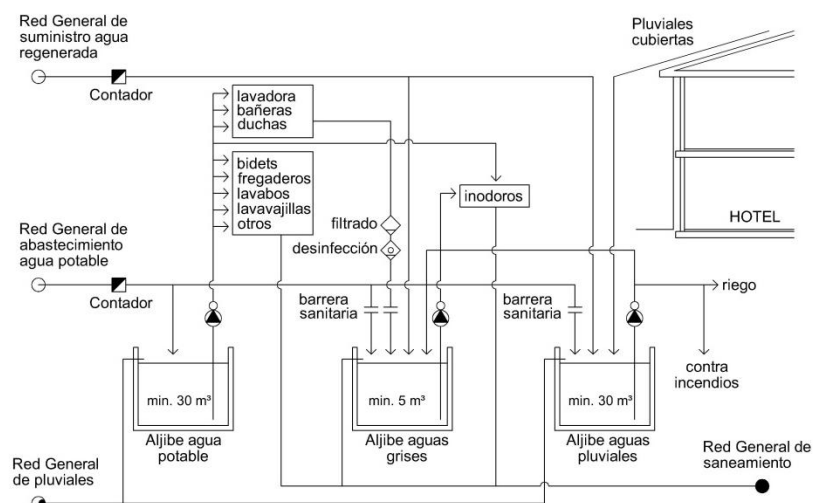 Red General de
suministro agua
regenerada
Contador
Pluviales
cubiertas
lavadora
bañeras
duchas
bidets
fregaderos
lavabos
lavavajillas
otros
inodoros
filtrado
desinfección
HOTEL
Red General de
abastecimiento
agua potable
Contador
barrera
sanitaria
barrera
sanitaria
riego
contra
incendios
min. 30 m³
min. 5 m³
min. 30 m³
Aljibe agua
potable
Aljibe aguas
grises
Aljibe aguas
pluviales
Red General de
saneamiento
Red General
de pluviales